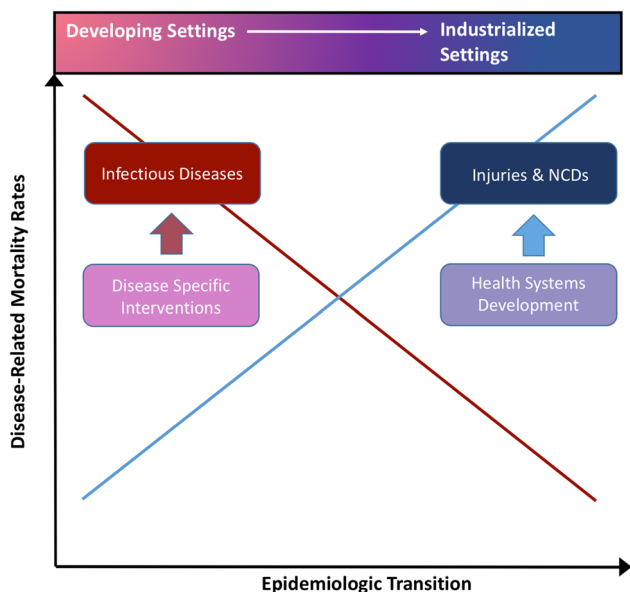 Developing Settings
Industrialized
Settings
Infectious Diseases
Injuries & NCDs
Disease Specific
Interventions
Health Systems
Development
Disease-Related Mortality Rates
Epidemiologic Transition